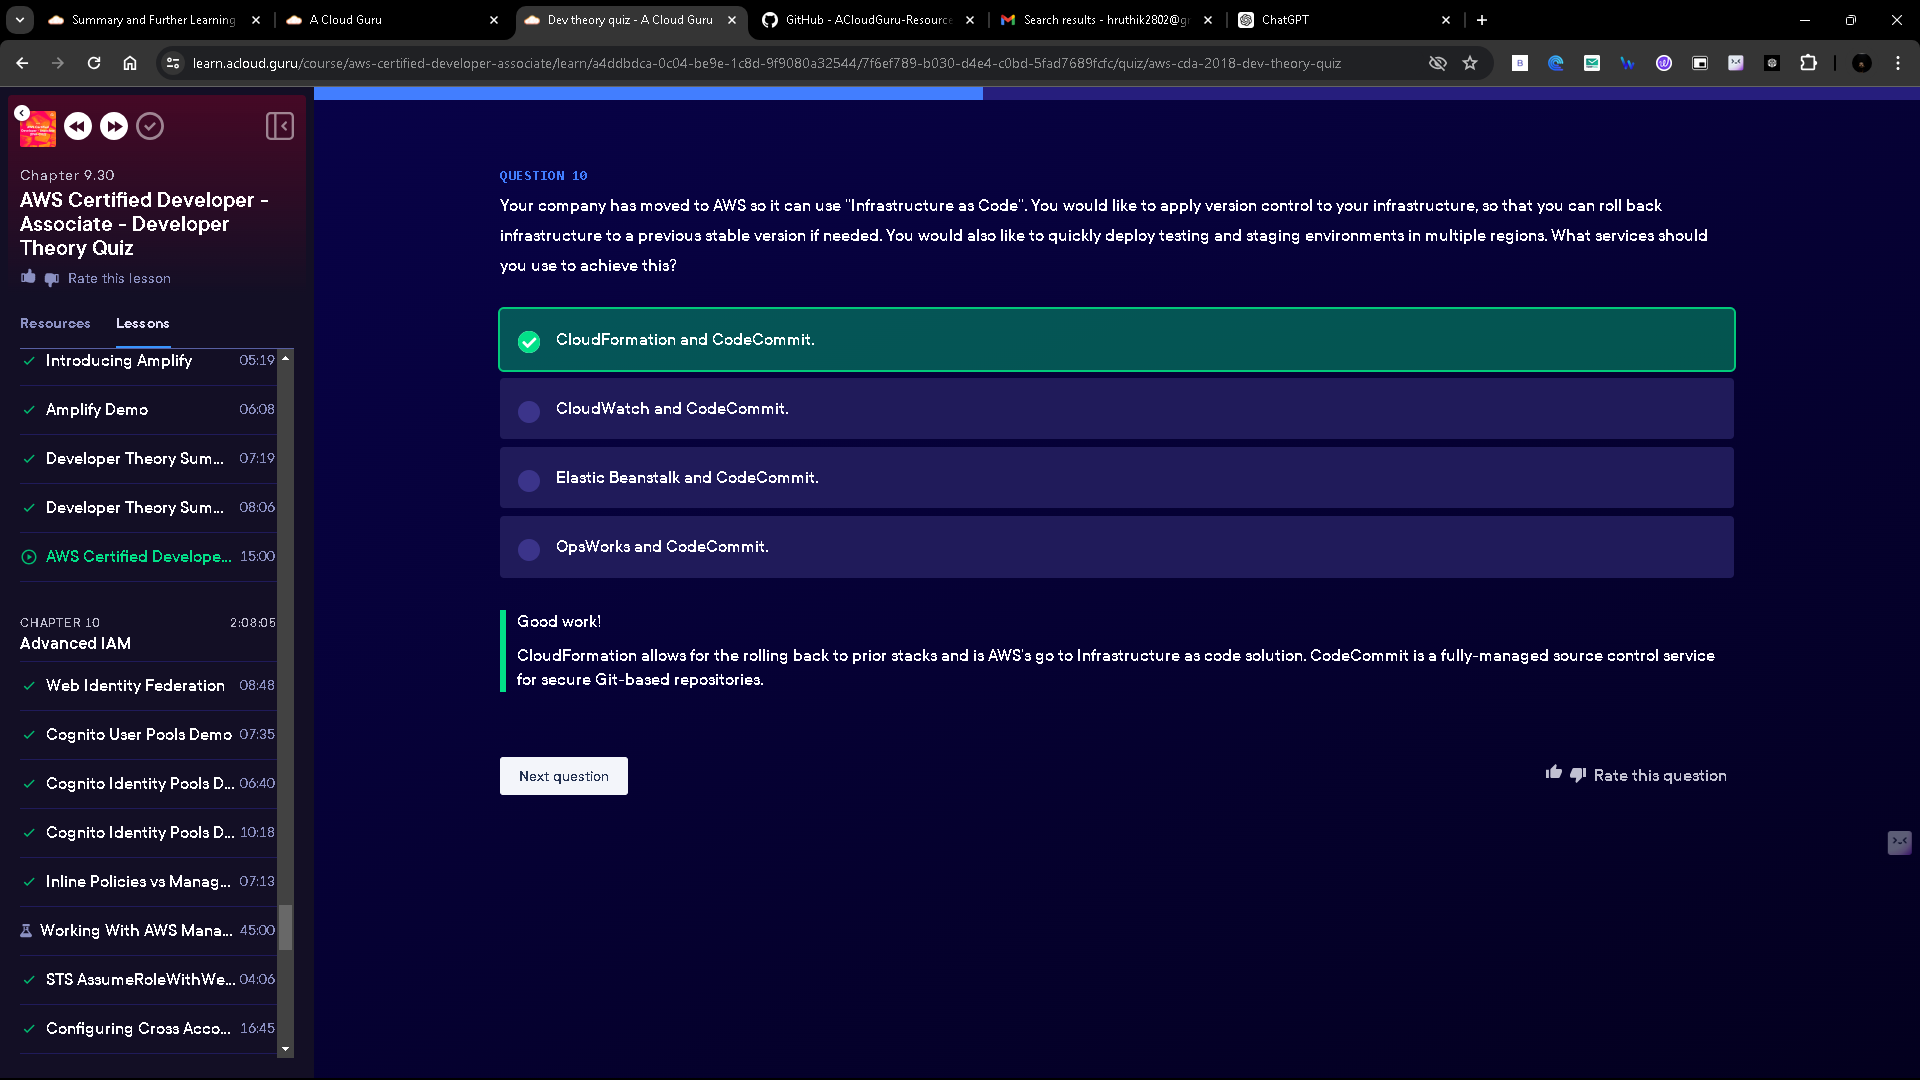 Summary and Further Learning
A Cloud Guru
Dev theory quiz - A Cloud Guru
GitHub - ACloudGuru-Resource
Search results - hruthik2802@gr
ChatGPT
learn.acloud.guru/course/aws-certified-developer-associate/learn/a4ddbdca-0c04-be9e-1c8d-9f9080a32544/7f6ef789-b030-d4e4-c0bd-5fad7689fcfc/quiz/aws-cda-2018-dev-theory-quiz
Chapter 9.30
AWS Certified Developer -
Associate - Developer
Theory Quiz
Rate this lesson
Resources
Lessons
Introducing Amplify 05:19
Amplify Demo 06:08
Developer Theory Sum... 07:19
Developer Theory Sum... 08:06
AWS Certified Develope... 15:00
CHAPTER 10 2:08:05
Advanced IAM
Web Identity Federation 08:48
Cognito User Pools Demo 07:35
Cognito Identity Pools D... 06:40
Cognito Identity Pools D... 10:18
Inline Policies vs Manag... 07:13
Working With AWS Mana... 45:00
STS AssumeRoleWithWe... 04:06
Configuring Cross Acco... 16:45
QUESTION 10
Your company has moved to AWS so it can use "Infrastructure as Code". You would like to apply version control to your infrastructure, so that you can roll back
infrastructure to a previous stable version if needed. You would also like to quickly deploy testing and staging environments in multiple regions. What services should
you use to achieve this?
CloudFormation and CodeCommit.
CloudWatch and CodeCommit.
Elastic Beanstalk and CodeCommit.
OpsWorks and CodeCommit.
Good work!
CloudFormation allows for the rolling back to prior stacks and is AWS's go to Infrastructure as code solution. CodeCommit is a fully-managed source control service
for secure Git-based repositories.
Next question
Rate this question